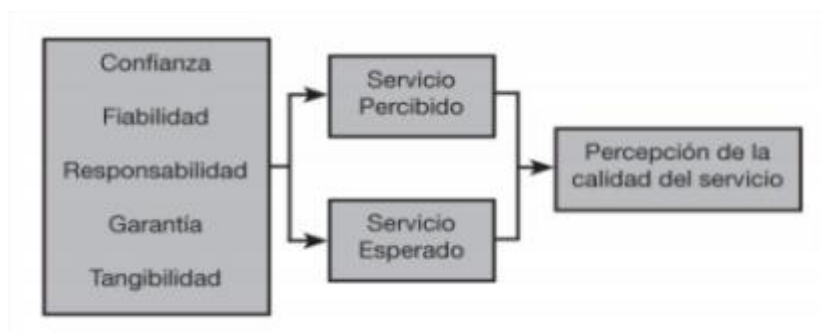 Confianza
Fiabilidad
Responsabilidad
Garantía
Tangibilidad
Servicio
Percibido
Servicio
Esperado
Percepción de la
calidad del servicio